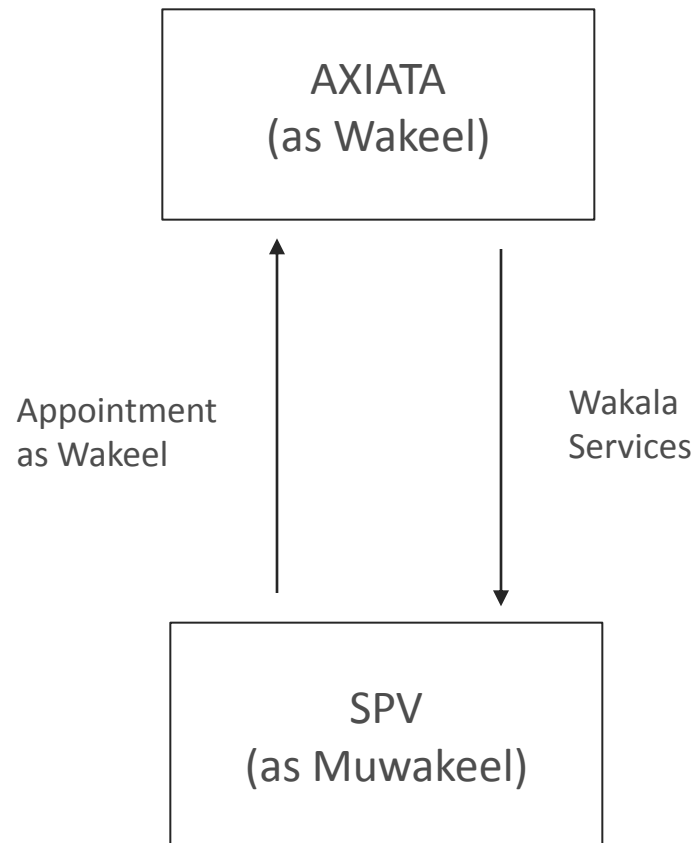 AXIATA
(as Wakeel)
Appointment
as Wakeel
Wakala
Services
SPV
(as Muwakeel)